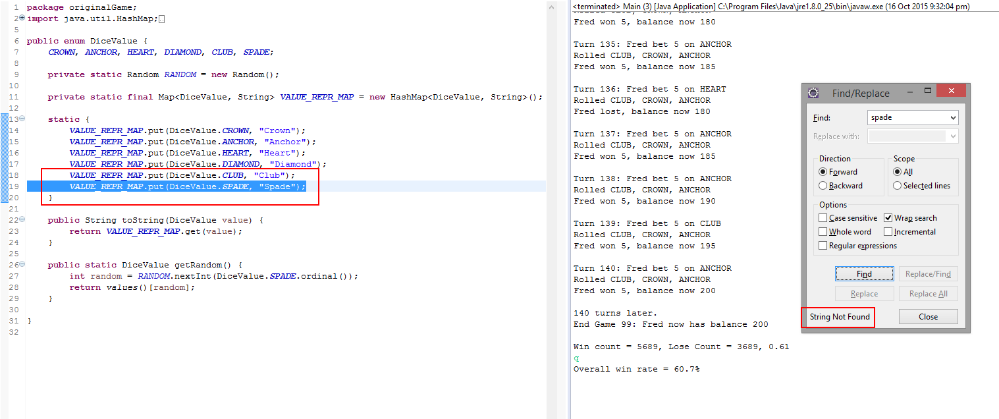 1 package originalGame;
2 import java.util.HashMap;
5
6 public enum DiceValue {
7 CROWN, ANCHOR, HEART, DIAMOND, CLUB, SPADE;
8
9 private static Random RANDOM = new Random();
10
11 private static final Map<DiceValue, String> VALUE_REPR_MAP = new HashMap<DiceValue, String>();
12
13 static {
14 VALUE_REPR_MAP.put(DiceValue.CROWN, "Crown");
15 VALUE_REPR_MAP.put(DiceValue.ANCHOR, "Anchor");
16 VALUE_REPR_MAP.put(DiceValue.HEART, "Heart");
17 VALUE_REPR_MAP.put(DiceValue.DIAMOND, "Diamond");
18 VALUE_REPR_MAP.put(DiceValue.CLUB, "Club");
19 VALUE_REPR_MAP.put(DiceValue.SPADE, "Spade");
20 }
21
22 public String toString(DiceValue value) {
23 return VALUE_REPR_MAP.get(value);
24 }
25
26 public static DiceValue getRandom() {
27 int random = RANDOM.nextInt(DiceValue.SPADE.ordinal());
28 return values()[random];
29 }
30
31 }
32
<terminated> Main (3) [Java Application] C:\Program Files\Java\jre1.8.0_25\bin\javaw.exe (16 Oct 2015 9:32:04 pm)
Fred won 5, balance now 180
Turn 135: Fred bet 5 on ANCHOR
Rolled CLUB, CROWN, ANCHOR
Fred won 5, balance now 185
Turn 136: Fred bet 5 on HEART
Rolled CLUB, CROWN, ANCHOR
Fred lost, balance now 180
Turn 137: Fred bet 5 on ANCHOR
Rolled CLUB, CROWN, ANCHOR
Fred won 5, balance now 185
Turn 138: Fred bet 5 on ANCHOR
Rolled CLUB, CROWN, ANCHOR
Fred won 5, balance now 190
Turn 139: Fred bet 5 on CLUB
Rolled CLUB, CROWN, ANCHOR
Fred won 5, balance now 195
Turn 140: Fred bet 5 on ANCHOR
Rolled CLUB, CROWN, ANCHOR
Fred won 5, balance now 200
140 turns later.
End Game 99: Fred now has balance 200
Win count = 5689, Lose Count = 3689, 0.61
q
Overall win rate = 60.7%
Find/Replace
Find: spade
Replace with:
Direction Scope
Forward All
Backward Selected lines
Options
Case sensitive Wrap search
Whole word Incremental
Regular expressions
Find Replace/Find
Replace Replace All
String Not Found Close